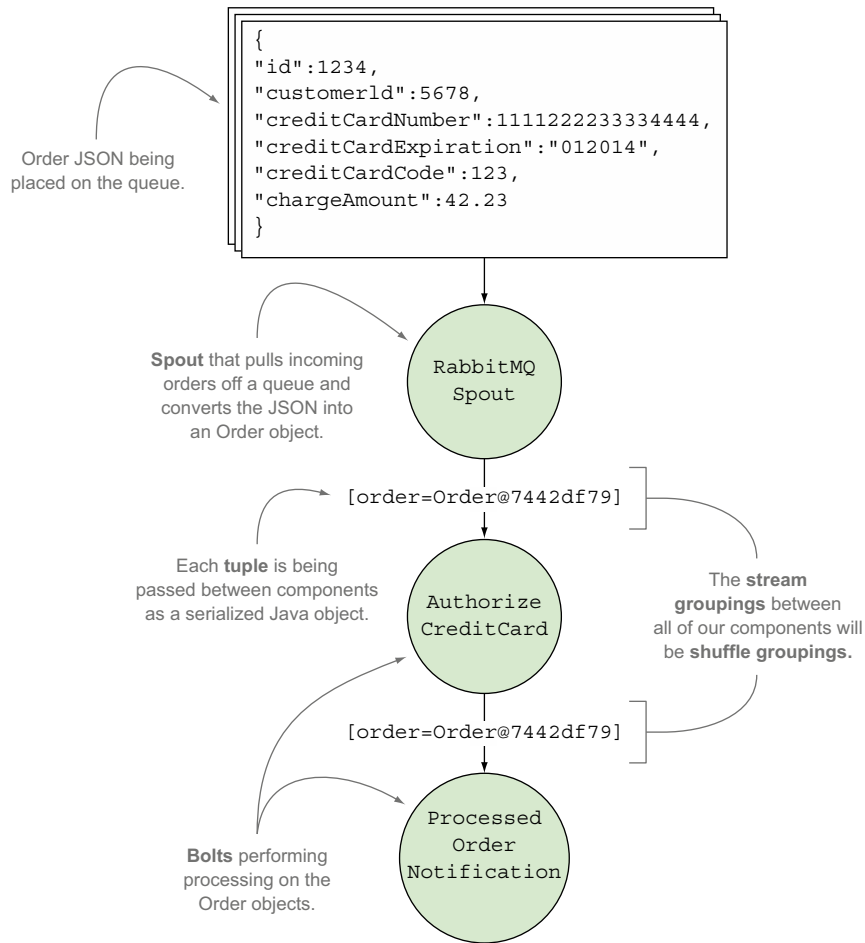 {
"id":1234,
"customerld":5678,
"creditCardNumber":1111222233334444,
"creditCardExpiration":"012014",
"creditCardCode":123,
"chargeAmount":42.23
}
Order JSON being
placed on the queue.
Spout that pulls incoming
orders off a queue and
converts the JSON into
an Order object.
RabbitMQ
Spout
[order=Order@7442df79]
Each tuple is being
passed between components
as a serialized Java object.
Authorize
CreditCard
The stream
groupings between
all of our components will
be shuffle groupings.
[order=Order@7442df79]
Bolts performing
processing on the
Order objects.
Processed
Order
Notification